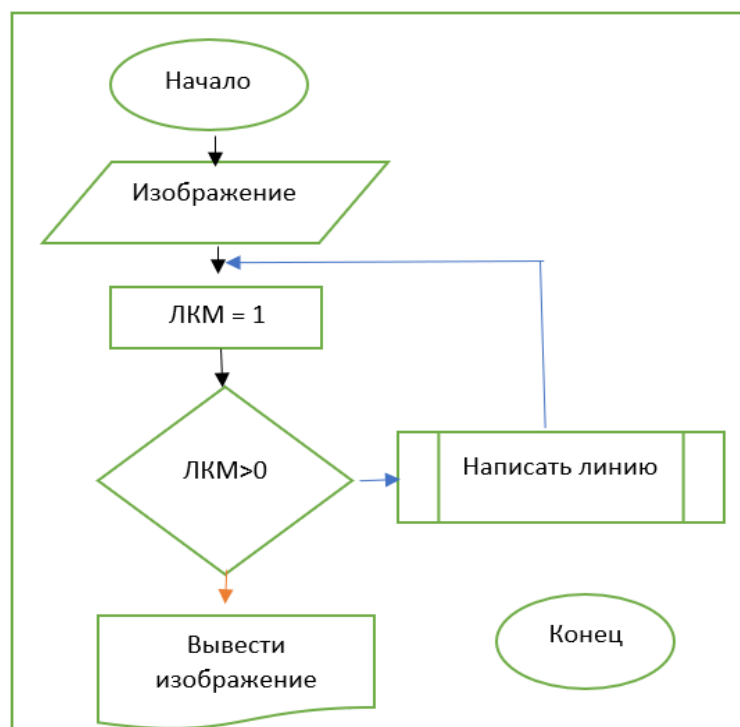 Начало
Изображение
ЛКМ = 1
ЛКМ>0
Написать линию
Вывести
изображение
Конец